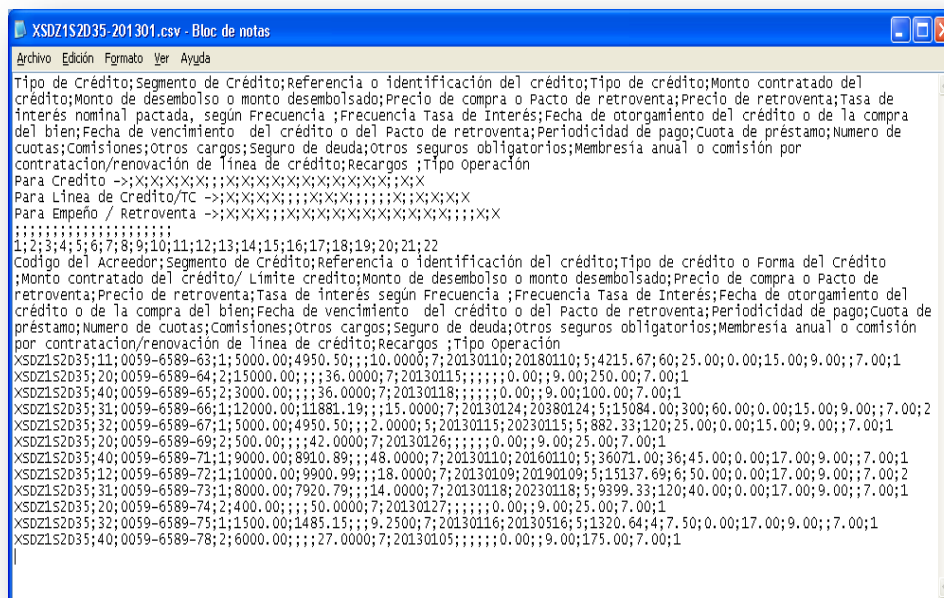 XSDZ1S2D35-201301.csv - Bloc de notas
Archivo Edición Formato Ver Ayuda
Tipo de Crédito;Segmento de Crédito;Referencia o identificación del crédito;Tipo de crédito;Monto contratado del
crédito;Monto de desembolso o monto desembolsado;Precio de compra o Pacto de retroventa;Precio de retroventa;Tasa de
interés nominal pactada, según Frecuencia ;Frecuencia Tasa de Interés;Fecha de otorgamiento del crédito o de la compra
del bien;Fecha de vencimiento  del crédito o del Pacto de retroventa;Periodicidad de pago;Cuota de préstamo;Numero de
cuotas;Comisiones;Otros cargos;Seguro de deuda;Otros seguros obligatorios;Membresía anual o comisión por
contratacion/renovación de línea de crédito;Recargos ;Tipo Operación
Para Credito ->;X;X;X;X;X;;;X;X;X;X;X;X;X;X;X;X;X;;X;X
Para Linea de Credito/TC ->;X;X;X;X;;;;X;X;X;;;;;;X;;X;X;X;X
Para Empeño / Retroventa ->;X;X;X;;;X;X;X;X;X;X;X;X;X;X;X;;;;X;X
;;;;;;;;;;;;;;;;;;;;;
1;2;3;4;5;6;7;8;9;10;11;12;13;14;15;16;17;18;19;20;21;22
Codigo del Acreedor;Segmento de Crédito;Referencia o identificación del crédito;Tipo de crédito o Forma del Crédito
;Monto contratado del crédito/ Límite credito;Monto de desembolso o monto desembolsado;Precio de compra o Pacto de
retroventa;Precio de retroventa;Tasa de interés según Frecuencia ;Frecuencia Tasa de Interés;Fecha de otorgamiento del
crédito o de la compra del bien;Fecha de vencimiento  del crédito o del Pacto de retroventa;Periodicidad de pago;Cuota de
préstamo;Numero de cuotas;Comisiones;Otros cargos;Seguro de deuda;Otros seguros obligatorios;Membresía anual o comisión
por contratacion/renovación de línea de crédito;Recargos ;Tipo Operación
XSDZ1S2D35;11;0059-6589-63;1;5000.00;4950.50;;;10.0000;7;20130110;20180110;5;4215.67;60;25.00;0.00;15.00;9.00;;7.00;1
XSDZ1S2D35;20;0059-6589-64;2;15000.00;;;;36.0000;7;20130115;;;;;;0.00;;9.00;250.00;7.00;1
XSDZ1S2D35;40;0059-6589-65;2;3000.00;;;;36.0000;7;20130118;;;;;;0.00;;9.00;100.00;7.00;1
XSDZ1S2D35;31;0059-6589-66;1;12000.00;11881.19;;;15.0000;7;20130124;20380124;5;15084.00;300;60.00;0.00;15.00;9.00;;7.00;2
XSDZ1S2D35;32;0059-6589-67;1;5000.00;4950.50;;;2.0000;5;20130115;20230115;5;882.33;120;25.00;0.00;15.00;9.00;;7.00;1
XSDZ1S2D35;20;0059-6589-69;2;500.00;;;;42.0000;7;20130126;;;;;;0.00;;9.00;25.00;7.00;1
XSDZ1S2D35;40;0059-6589-71;1;9000.00;8910.89;;;48.0000;7;20130110;20160110;5;36071.00;36;45.00;0.00;17.00;9.00;;7.00;1
XSDZ1S2D35;12;0059-6589-72;1;10000.00;9900.99;;;18.0000;7;20130109;20190109;5;15137.69;6;50.00;0.00;17.00;9.00;;7.00;2
XSDZ1S2D35;31;0059-6589-73;1;8000.00;7920.79;;;14.0000;7;20130118;20230118;5;9399.33;120;40.00;0.00;17.00;9.00;;7.00;1
XSDZ1S2D35;20;0059-6589-74;2;400.00;;;;50.0000;7;20130127;;;;;;0.00;;9.00;25.00;7.00;1
XSDZ1S2D35;32;0059-6589-75;1;1500.00;1485.15;;;9.2500;7;20130116;20130516;5;1320.64;4;7.50;0.00;17.00;9.00;;7.00;1
XSDZ1S2D35;40;0059-6589-78;2;6000.00;;;;27.0000;7;20130105;;;;;;0.00;;9.00;175.00;7.00;1